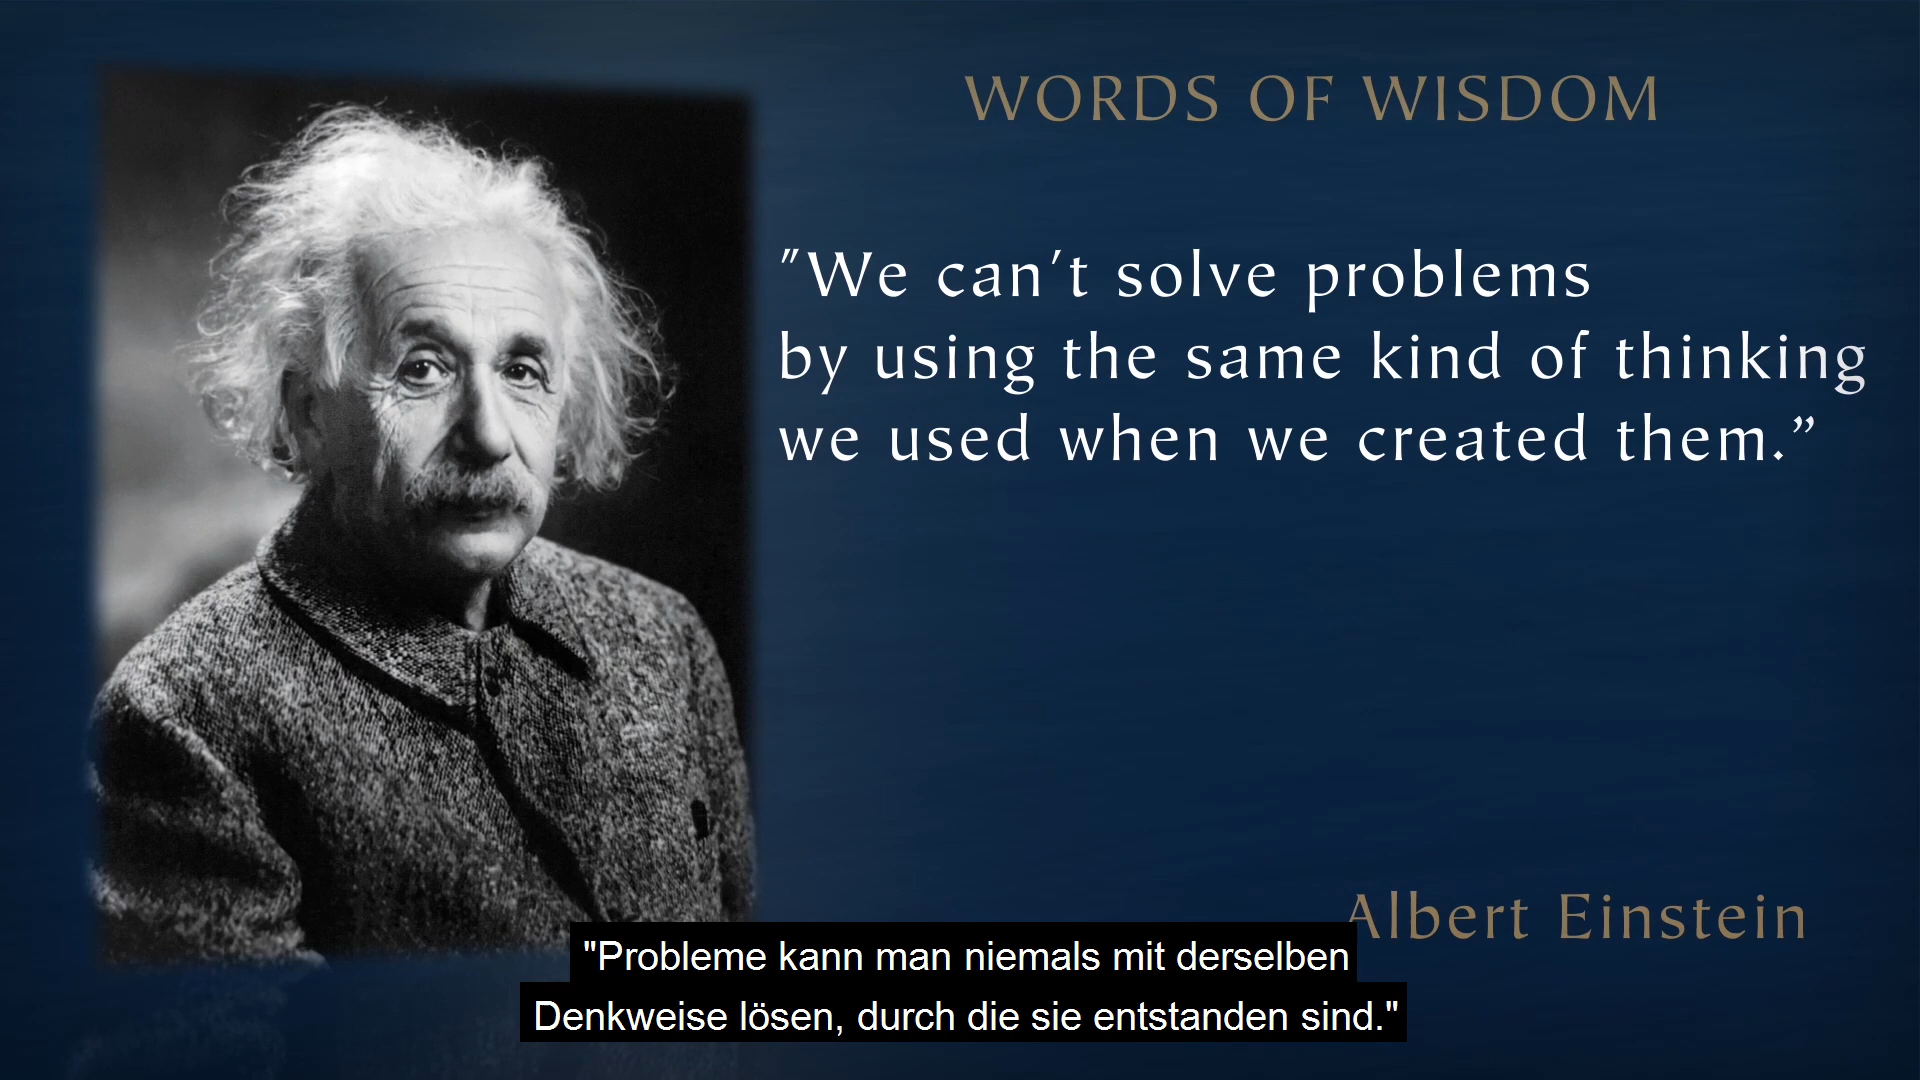 WORDS OF WISDOM
"We can't solve problems
by using the same kind of thinking
we used when we created them.”
Albert Einstein
"Probleme kann man niemals mit derselben
Denkweise lösen, durch die sie entstanden sind."